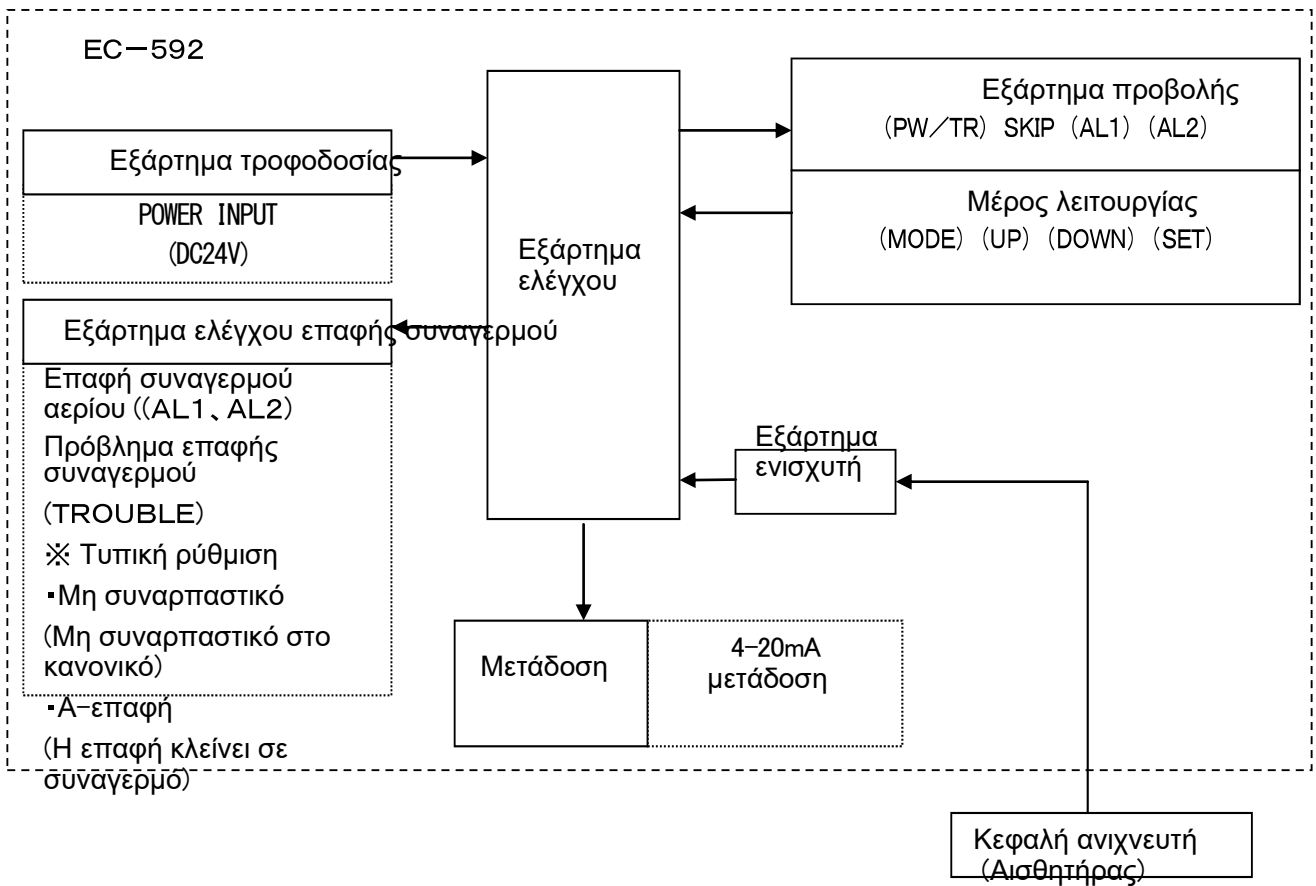 EC－592
Εξάρτημα προβολής
(PW／TR) SKIP (AL1) (AL2)
Εξάρτημα τροφοδοσίας
POWER INPUT
(DC24V)
Μέρος λειτουργίας
(MODE) (UP) (DOWN) (SET)
Εξάρτημα
ελέγχου
Εξάρτημα ελέγχου επαφής συναγερμού
Επαφή συναγερμού
αερίου ((AL1、AL2)
Πρόβλημα επαφής
συναγερμού
(TROUBLE)
※ Τυπική ρύθμιση
・Μη συναρπαστικό
(Μη συναρπαστικό στο
κανονικό)
・Α-επαφή
(Η επαφή κλείνει σε
συναγερμό)
Εξάρτημα
ενισχυτή
Μετάδοση
4-20mA
μετάδοση
Κεφαλή ανιχνευτή
(Αισθητήρας)